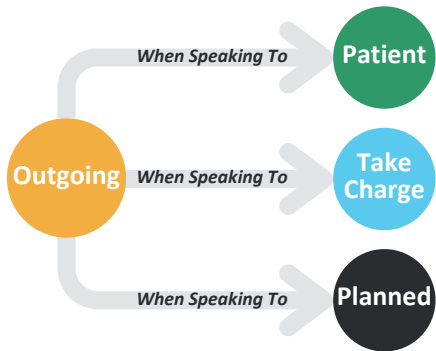 When Speaking To
Patient
Outgoing
When Speaking To
Take
Charge
When Speaking To
Planned